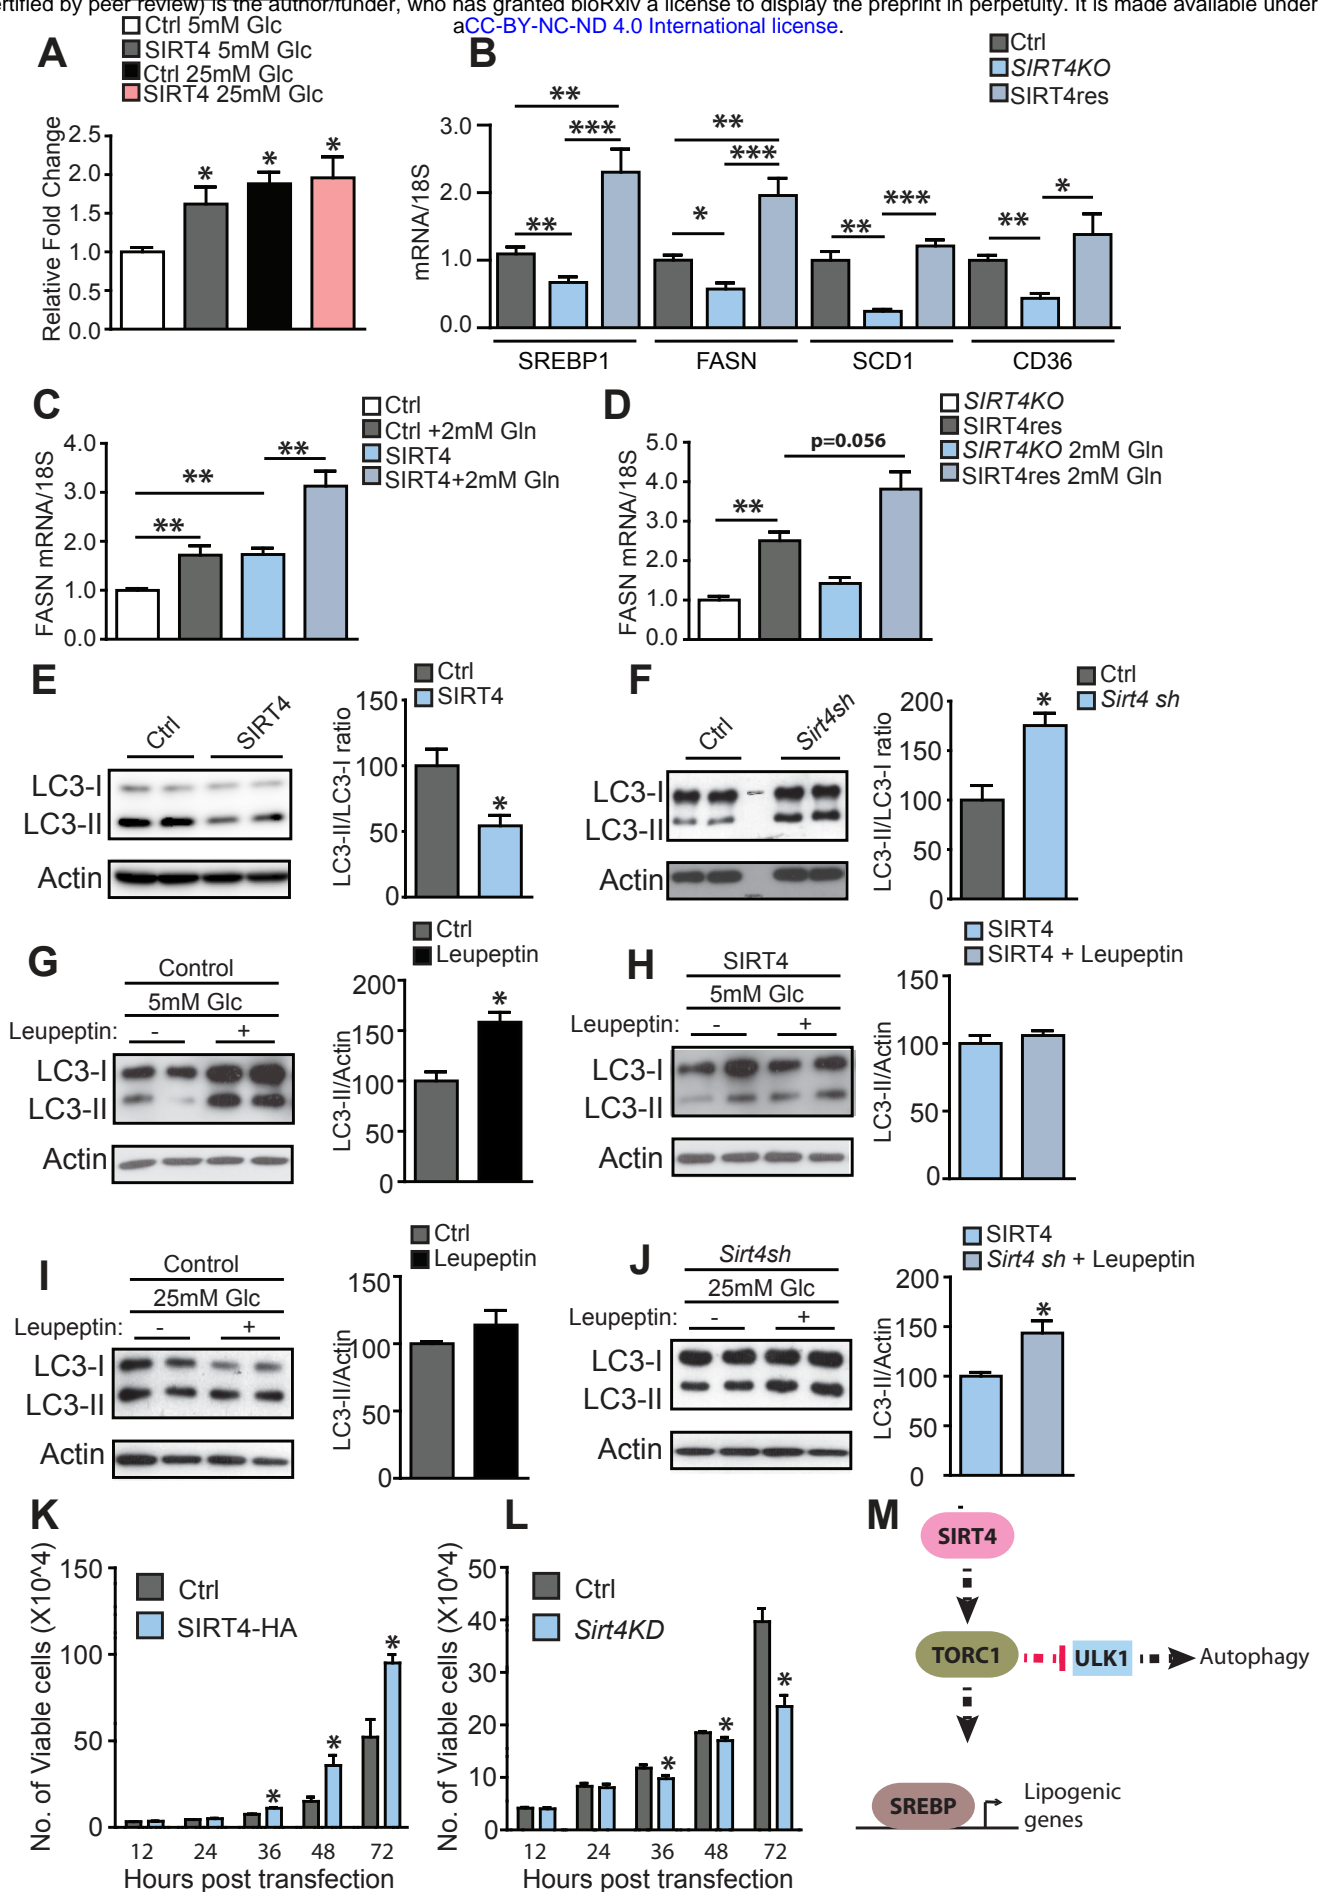 ertified by peer review) is the author/funder, who has granted bioRxiv a license to display the preprint in perpetuity. It is made available under
aCC-BY-NC-ND 4.0 International license.
A
Ctrl 5mM Glc
SIRT4 5mM Glc
Ctrl 25mM Glc
SIRT4 25mM Glc
Relative Fold Change
2.5
2.0
1.5
1.0
0.5
0.0
*
*
*
B
Ctrl
SIRT4KO
SIRT4res
mRNA/18S
3.0
2.0
1.0
0.0
**
***
**
**
***
*
**
***
**
*
SREBP1
FASN
SCD1
CD36
C
Ctrl
Ctrl +2mM Gln
SIRT4
SIRT4+2mM Gln
FASN mRNA/18S
4.0
3.0
2.0
1.0
0.0
**
**
**
D
SIRT4KO
SIRT4res
SIRT4KO 2mM Gln
SIRT4res 2mM Gln
FASN mRNA/18S
5.0
4.0
3.0
2.0
1.0
0.0
p=0.056
**
E
Ctrl
SIRT4
LC3-I
LC3-II
Actin
Ctrl
SIRT4
LC3-II/LC3-I ratio
150
100
50
0
*
F
Ctrl
Sirt4sh
LC3-I
LC3-II
Actin
Ctrl
Sirt4 sh
LC3-II/LC3-I ratio
200
150
100
50
0
*
G
Control
5mM Glc
Leupeptin:
-
+
LC3-I
LC3-II
Actin
Ctrl
Leupeptin
LC3-II/Actin
200
150
100
50
0
*
H
SIRT4
5mM Glc
Leupeptin:
-
+
LC3-I
LC3-II
Actin
SIRT4
SIRT4 + Leupeptin
LC3-II/Actin
150
100
50
0
I
Control
25mM Glc
Leupeptin:
-
+
LC3-I
LC3-II
Actin
Ctrl
Leupeptin
LC3-II/Actin
150
100
50
0
J
Sirt4sh
25mM Glc
Leupeptin:
-
+
LC3-I
LC3-II
Actin
SIRT4
Sirt4 sh + Leupeptin
LC3-II/Actin
200
150
100
50
0
*
K
Ctrl
SIRT4-HA
No. of Viable cells (X10^4)
150
100
50
0
*
*
*
12 24 36 48 72
Hours post transfection
L
Ctrl
Sirt4KD
No. of Viable cells (X10^4)
50
40
30
20
10
0
*
*
*
12 24 36 48 72
Hours post transfection
M
SIRT4
TORC1
ULK1
Autophagy
SREBP
Lipogenic
genes